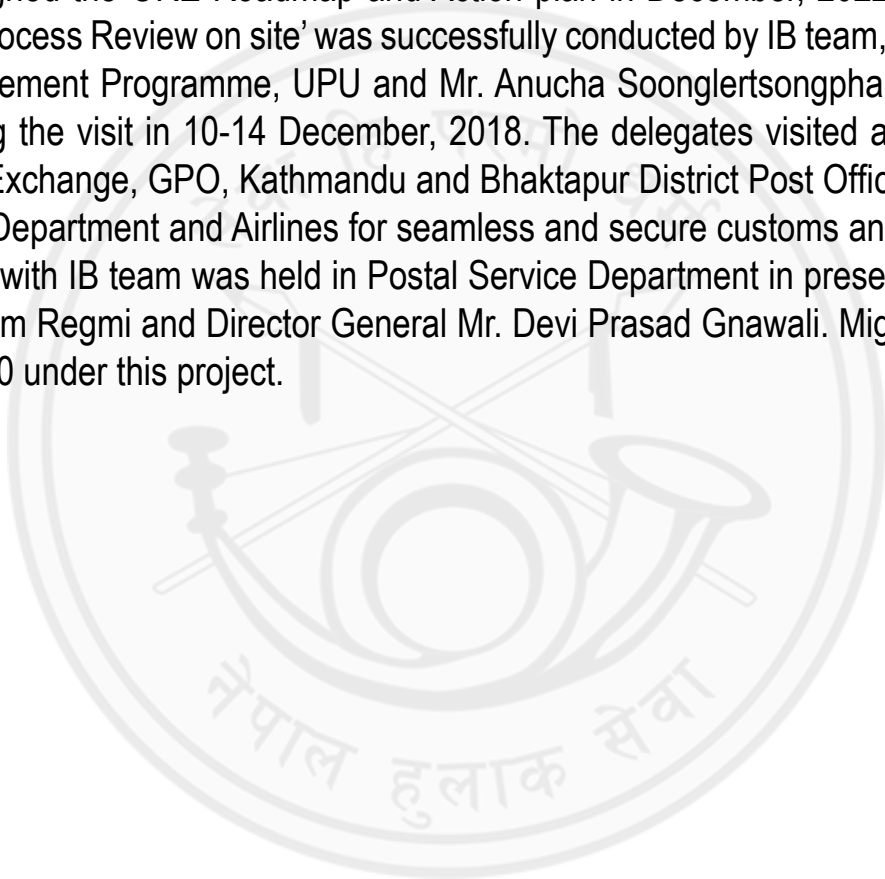 Process Review on site’ was successfully conducted by IB team,
ement Programme, UPU and Mr. Anucha Soonglertsongpha
g the visit in 10-14 December, 2018. The delegates visited a
Exchange, GPO, Kathmandu and Bhaktapur District Post Offic
Department and Airlines for seamless and secure customs an
with IB team was held in Postal Service Department in prese
m Regmi and Director General Mr. Devi Prasad Gnawali. Mig
0 under this project.
नेपाल हुलाक सेवा